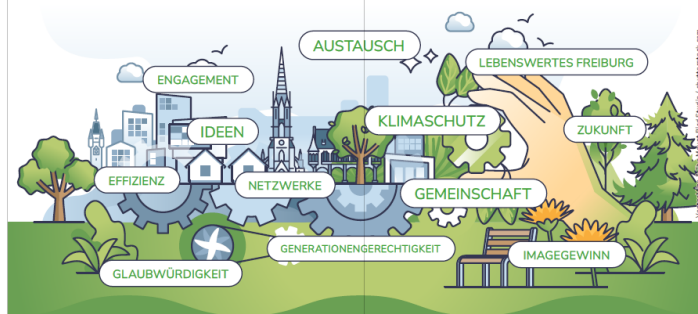 AUSTAUSCH
LEBENSWERTES FREIBURG
ENGAGEMENT
KLIMASCHUTZ
IDEEN
ZUKUNFT
EFFIZIENZ
NETZWERKE
GEMEINSCHAFT
GENERATIONENGERECHTIGKEIT
IMAGEGEWINN
GLAUBWÜRDIGKEIT